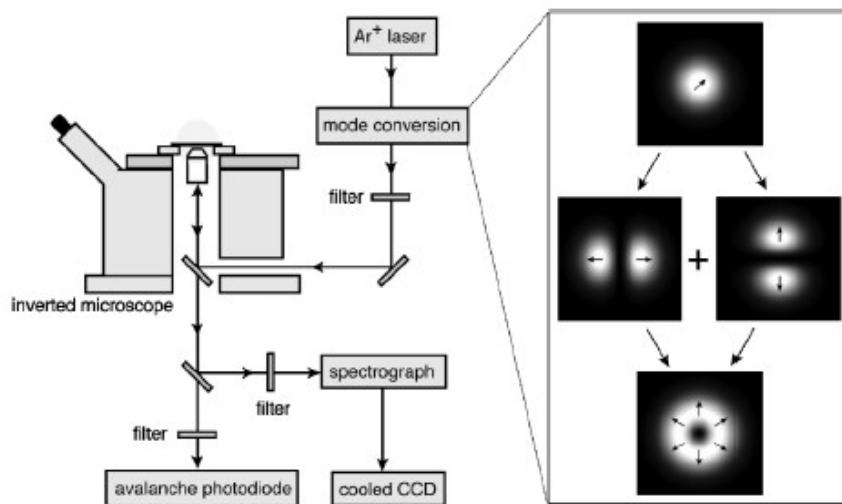 Ar+ laser
mode conversion
filter
inverted microscope
+
spectrograph
filter
filter
avalanche photodiode
cooled CCD